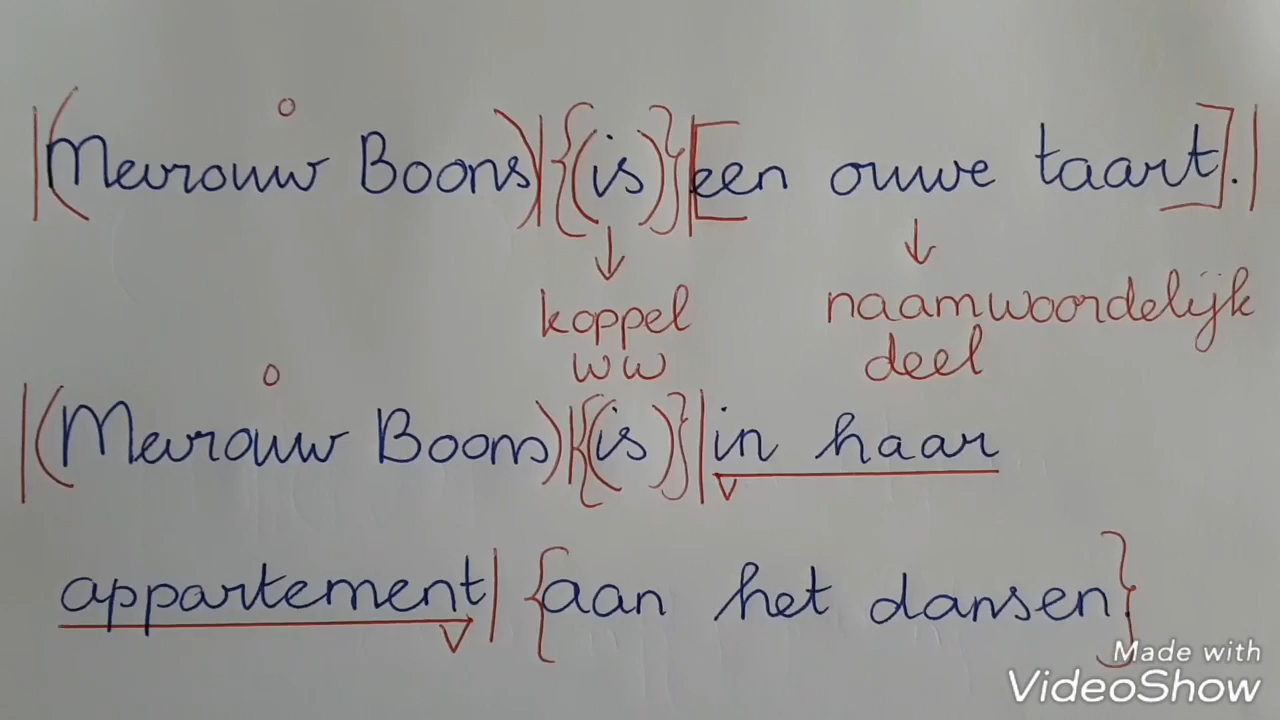 |(Mevrouw Boons)|{(is)}|[een ouwe taart].|
koppel
ww
naamwoordelijk
deel
|(Mevrouw Boons)|{(is)}|in haar
appartement| {aan het dansen}
Made with
VideoShow